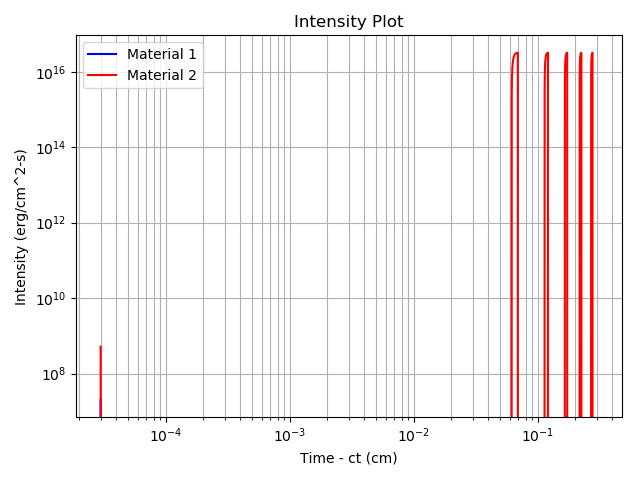 Intensity Plot
Material 1
Material 2
Intensity (erg/cm^2-s)
10^16
10^14
10^12
10^10
10^8
10^−4
10^−3
10^−2
10^−1
Time - ct (cm)